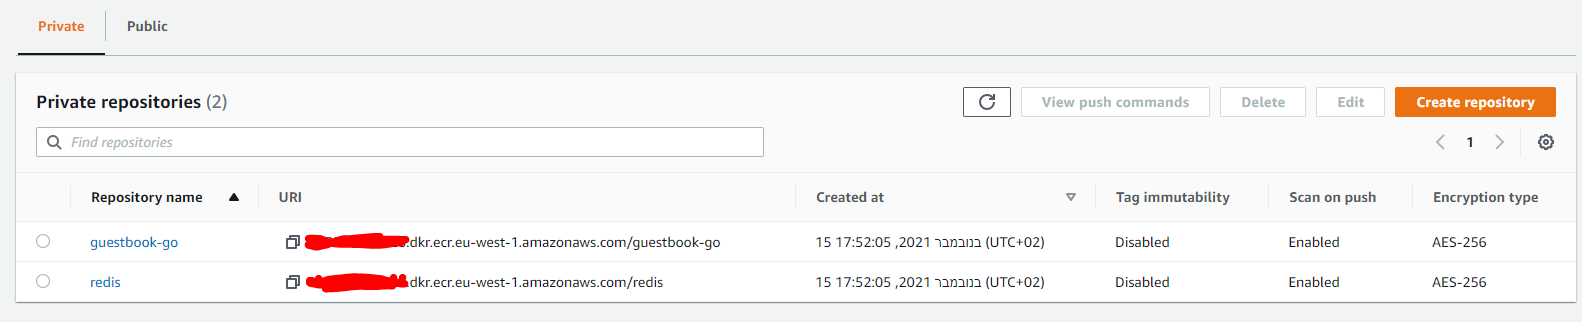 Private Public
Private repositories (2) View push commands Delete Edit Create repository
Find repositories 1
Repository name URI Created at Tag immutability Scan on push Encryption type
guestbook-go .dkr.ecr.eu-west-1.amazonaws.com/guestbook-go 15 בנובמבר 2021, 17:52:05 (UTC+02) Disabled Enabled AES-256
redis .dkr.ecr.eu-west-1.amazonaws.com/redis 15 בנובמבר 2021, 17:52:05 (UTC+02) Disabled Enabled AES-256